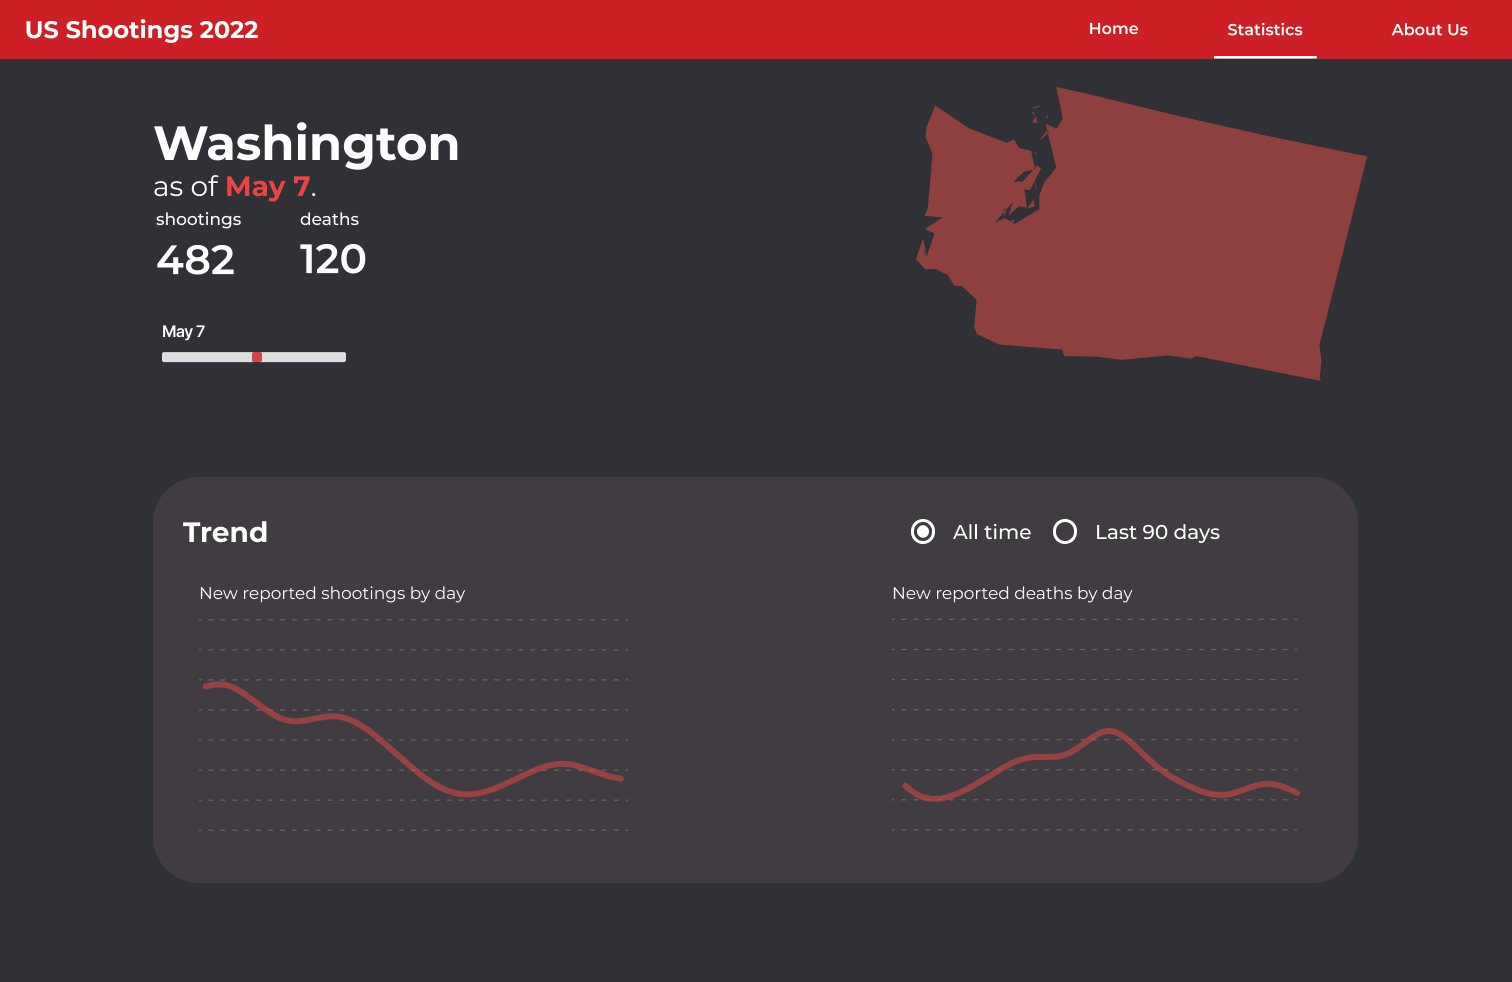 US Shootings 2022
Home
Statistics
About Us
Washington
as of May 7.
shootings
deaths
482
120
May 7
Trend
All time
Last 90 days
New reported shootings by day
New reported deaths by day